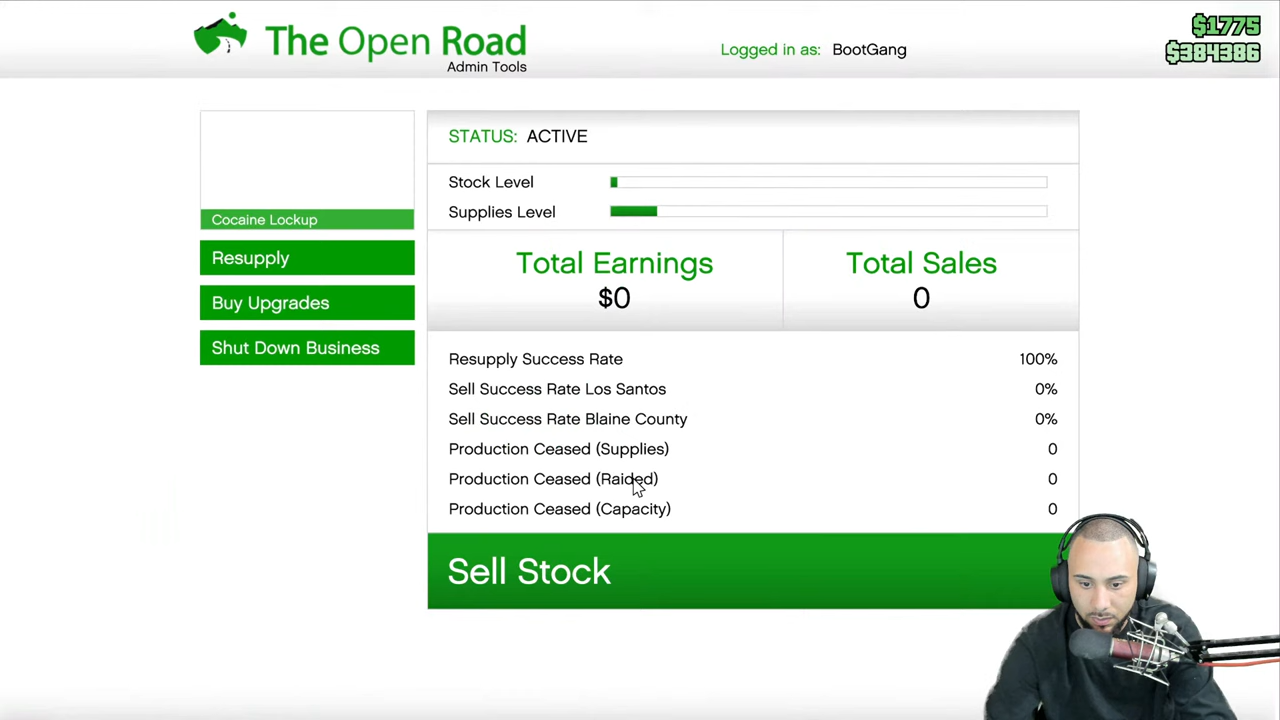 The Open Road
Admin Tools
Logged in as: BootGang
$1775
$384386
Cocaine Lockup
Resupply
Buy Upgrades
Shut Down Business
STATUS: ACTIVE
Stock Level
Supplies Level
Total Earnings
$0
Total Sales
0
Resupply Success Rate 100%
Sell Success Rate Los Santos 0%
Sell Success Rate Blaine County 0%
Production Ceased (Supplies) 0
Production Ceased (Raided) 0
Production Ceased (Capacity) 0
Sell Stock